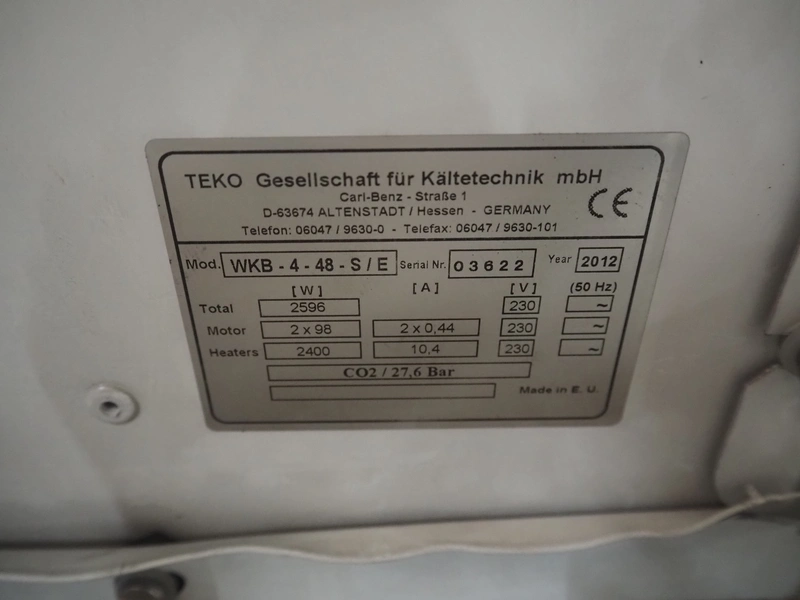 TEKO Gesellschaft für Kältetechnik mbH
Carl-Benz - Straße 1
D-63674 ALTENSTADT / Hessen - GERMANY
Telefon: 06047 / 9630-0 - Telefax: 06047 / 9630-101
CE
Mod. WKB - 4 - 48 - S / E Serial Nr. 03622 Year 2012
[ W ] [ A ] [ V ] (50 Hz)
Total 2596 230 ~
Motor 2 x 98 2 x 0,44 230 ~
Heaters 2400 10,4 230 ~
CO2 / 27,6 Bar
Made in E. U.